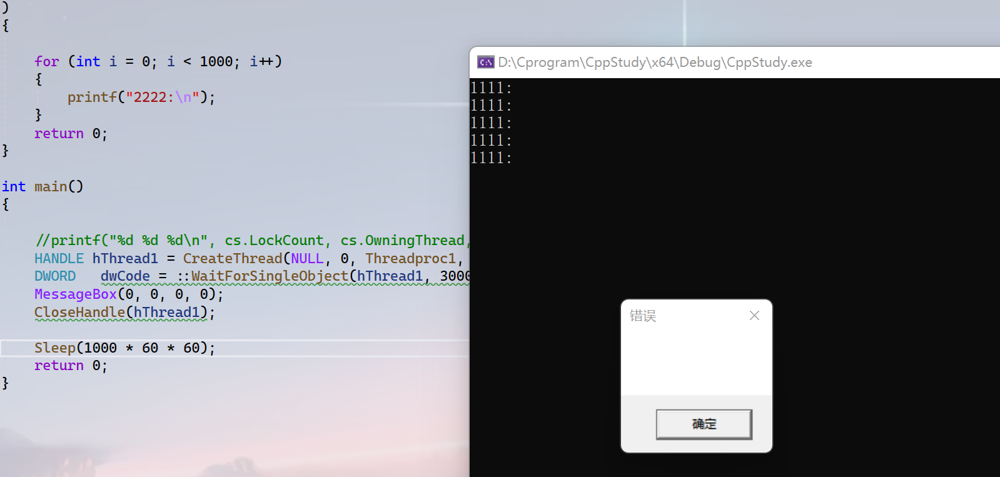 )
{
for (int i = 0; i < 1000; i++)
{
printf("2222:\n");
}
return 0;
}
int main()
{
//printf("%d %d %d\n", cs.LockCount, cs.OwningThread,
HANDLE hThread1 = CreateThread(NULL, 0, Threadproc1,
DWORD dwCode = ::WaitForSingleObject(hThread1, 3000
MessageBox(0, 0, 0, 0);
CloseHandle(hThread1);
Sleep(1000 * 60 * 60);
return 0;
}
D:\Cprogram\CppStudy\x64\Debug\CppStudy.exe
1111:
1111:
1111:
1111:
1111:
错误
确定